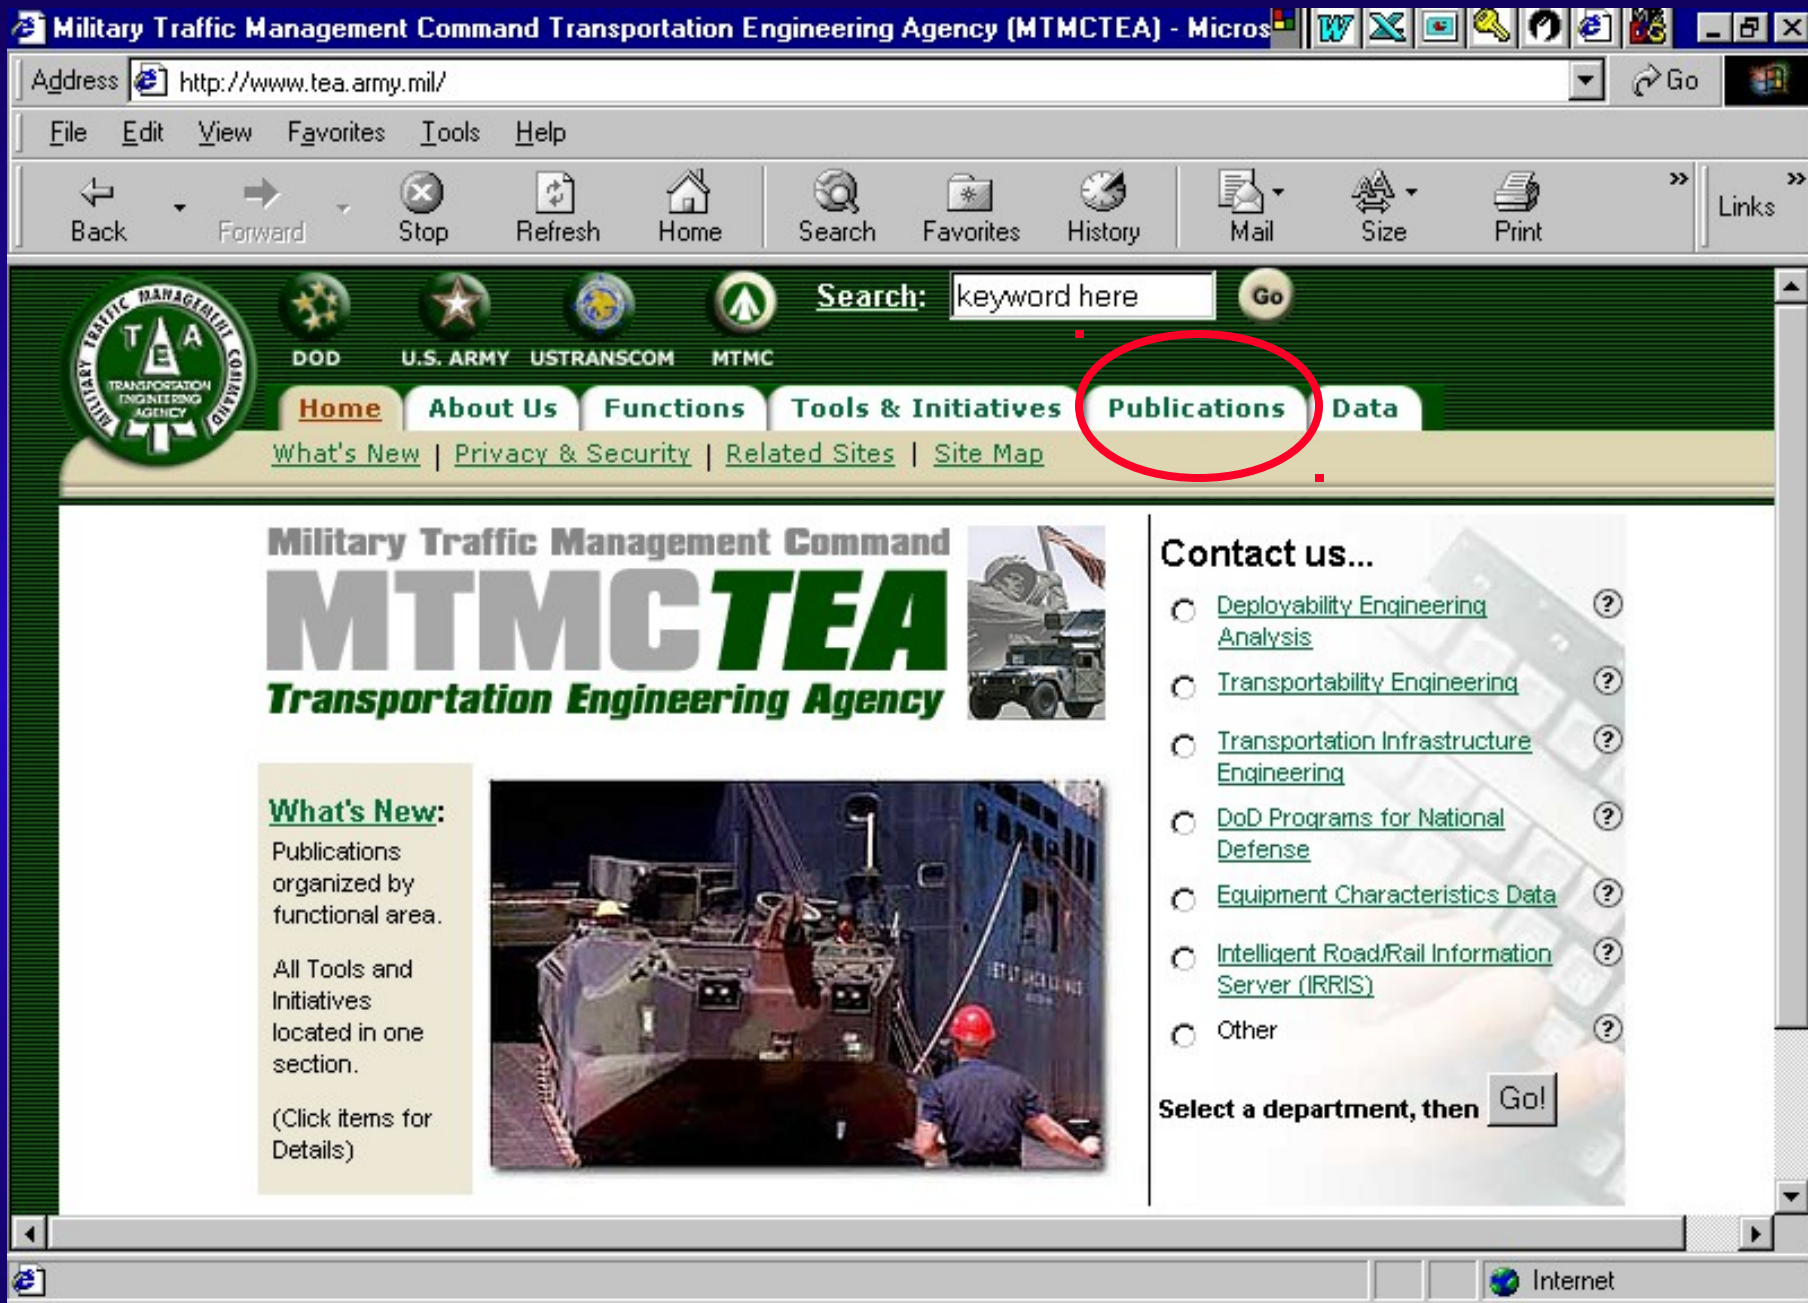 Military Traffic Management Command Transportation Engineering Agency (MTMCTEA) - Micros
Address http://www.tea.army.mil/ Go
File Edit View Favorites Tools Help
Back Forward Stop Refresh Home Search Favorites History Mail Size Print Links
MILITARY TRAFFIC MANAGEMENT COMMAND
TEA
TRANSPORTATION
ENGINEERING
AGENCY
Search: keyword here Go
DOD U.S. ARMY USTRANSCOM MTMC
Home About Us Functions Tools & Initiatives Publications Data
What's New | Privacy & Security | Related Sites | Site Map
Military Traffic Management Command
MTMCTEA
Transportation Engineering Agency
What's New:
Publications
organized by
functional area.
All Tools and
Initiatives
located in one
section.
(Click items for
Details)
Contact us...
Deployability Engineering
Analysis
Transportability Engineering
Transportation Infrastructure
Engineering
DoD Programs for National
Defense
Equipment Characteristics Data
Intelligent Road/Rail Information
Server (IRRIS)
Other
Select a department, then Go!
Internet